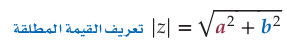 تعريف القيمة المطلقة |z| = √a² + b²